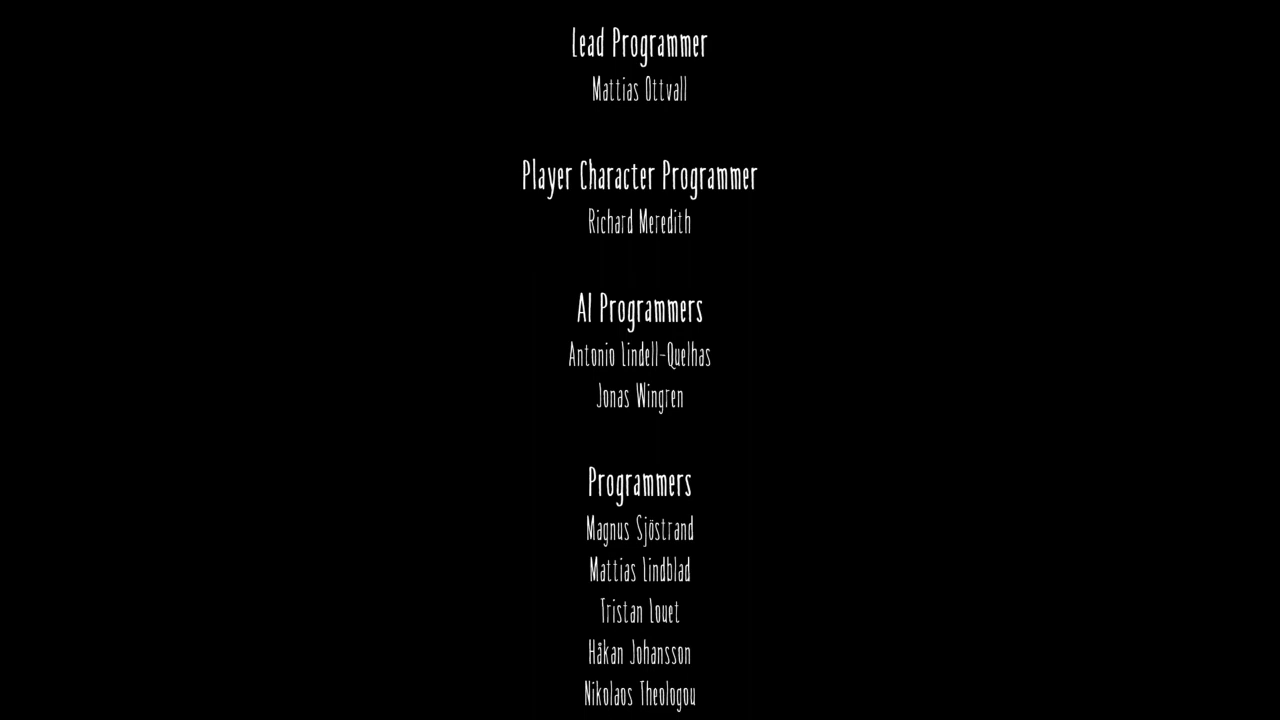 Lead Programmer
Mattias Ottvall
Player Character Programmer
Richard Meredith
AI Programmers
Antonio Lindell-Quelhas
Jonas Wingren
Programmers
Magnus Sjöstrand
Mattias Lindblad
Tristan Louet
Håkan Johansson
Nikolaos Theologou